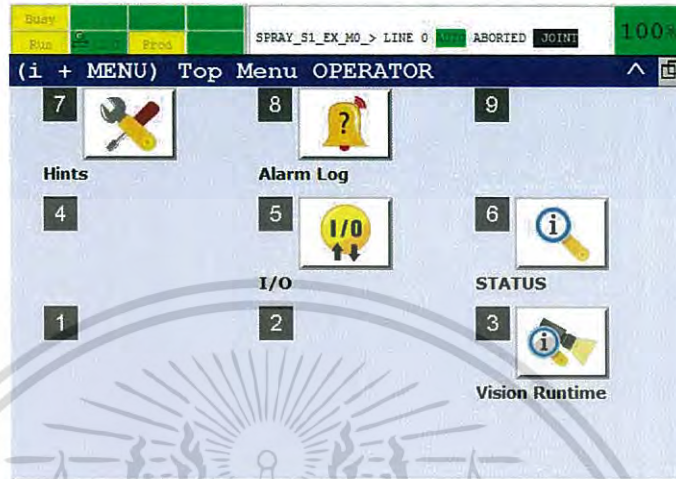 Busy
SPRAY_S1_EX_M0_> LINE 0 AUTO ABORTED JOINT
100%
Run I/O Prod
(i + MENU) Top Menu OPERATOR
7 8 ? 9
Hints Alarm Log
4 5 I/O 6 i
I/O STATUS
1 2 3 i
Vision Runtime